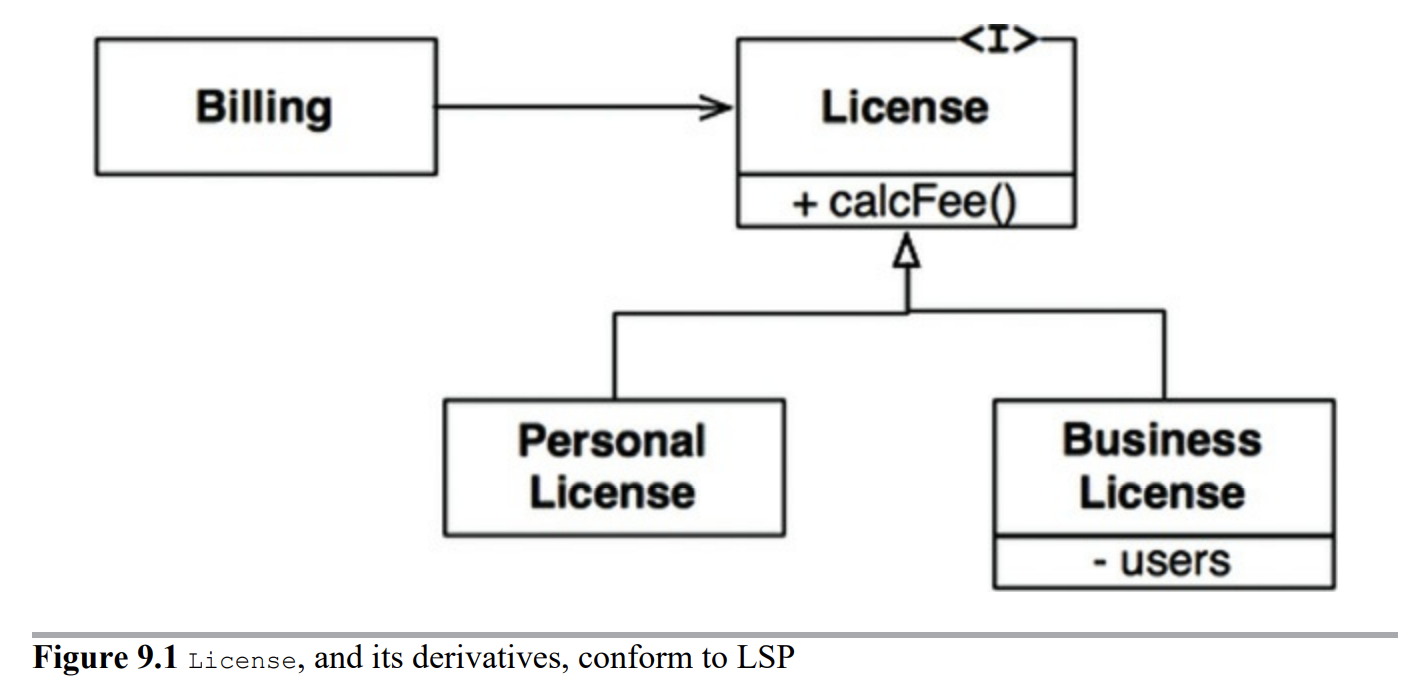 <I>
Billing
License
+ calcFee()
Personal
License
Business
License
- users
Figure 9.1 License, and its derivatives, conform to LSP